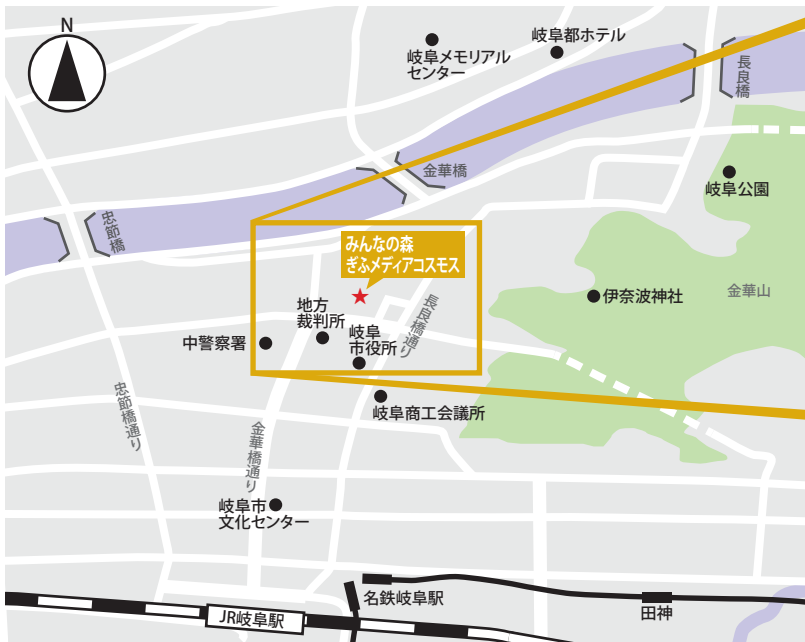 N
岐阜メモリアル
センター
岐阜都ホテル
長良橋
金華橋
岐阜公園
忠節橋
みんなの森
ぎふメディアコスモス
伊奈波神社
金華山
地方
裁判所
長良橋通り
中警察署
岐阜
市役所
岐阜商工会議所
忠節橋通り
金華橋通り
岐阜市
文化センター
名鉄岐阜駅
田神
JR岐阜駅